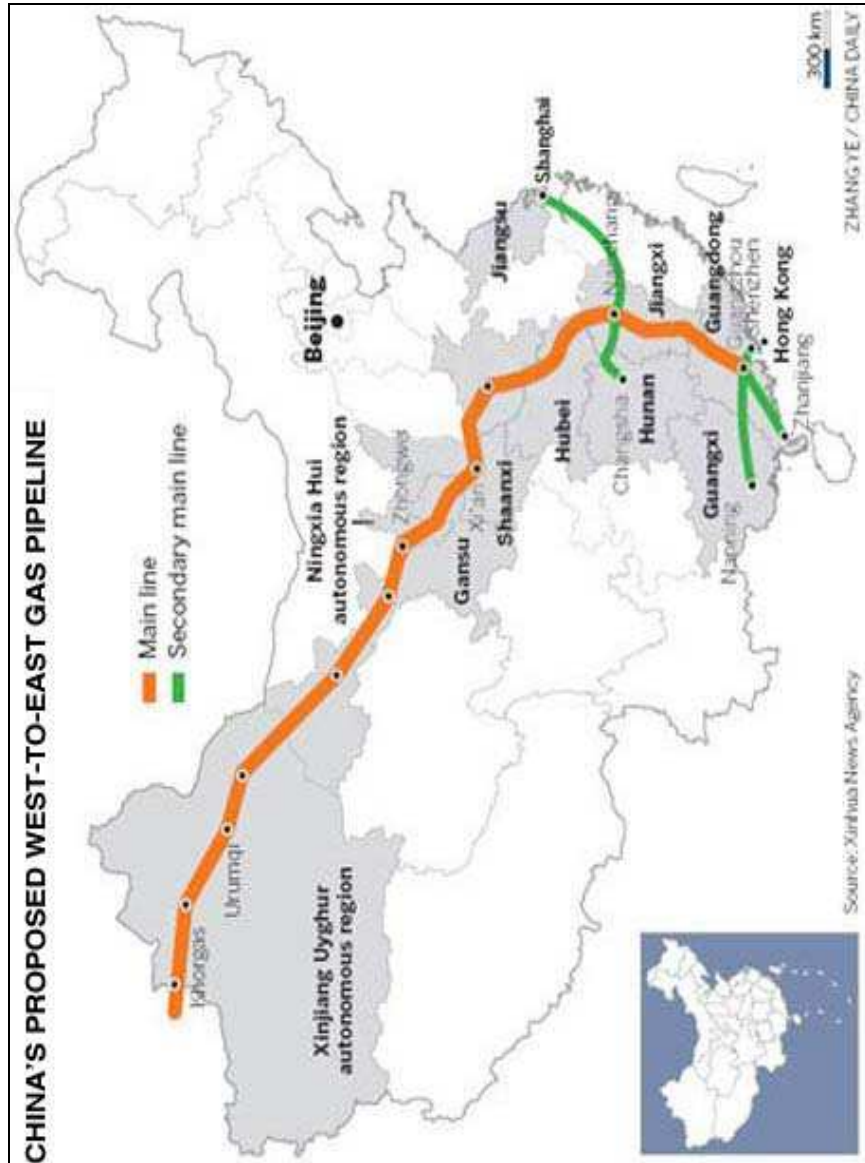 CHINA'S PROPOSED WEST-TO-EAST GAS PIPELINE
Main line
Secondary main line
Khorgas
Urumqi
Xinjiang Uyghur
autonomous region
Ningxia Hui
autonomous region
Zhongwei
Beijing
Gansu
Xi'an
Shaanxi
Jiangsu
Shanghai
Hubei
Nanchang
Changsha
Hunan
Jiangxi
Guangdong
Guangzhou
Shenzhen
Hong Kong
Guangxi
Nanning
Zhanjiang
300 km
Source: Xinhua News Agency
ZHANG YE / CHINA DAILY